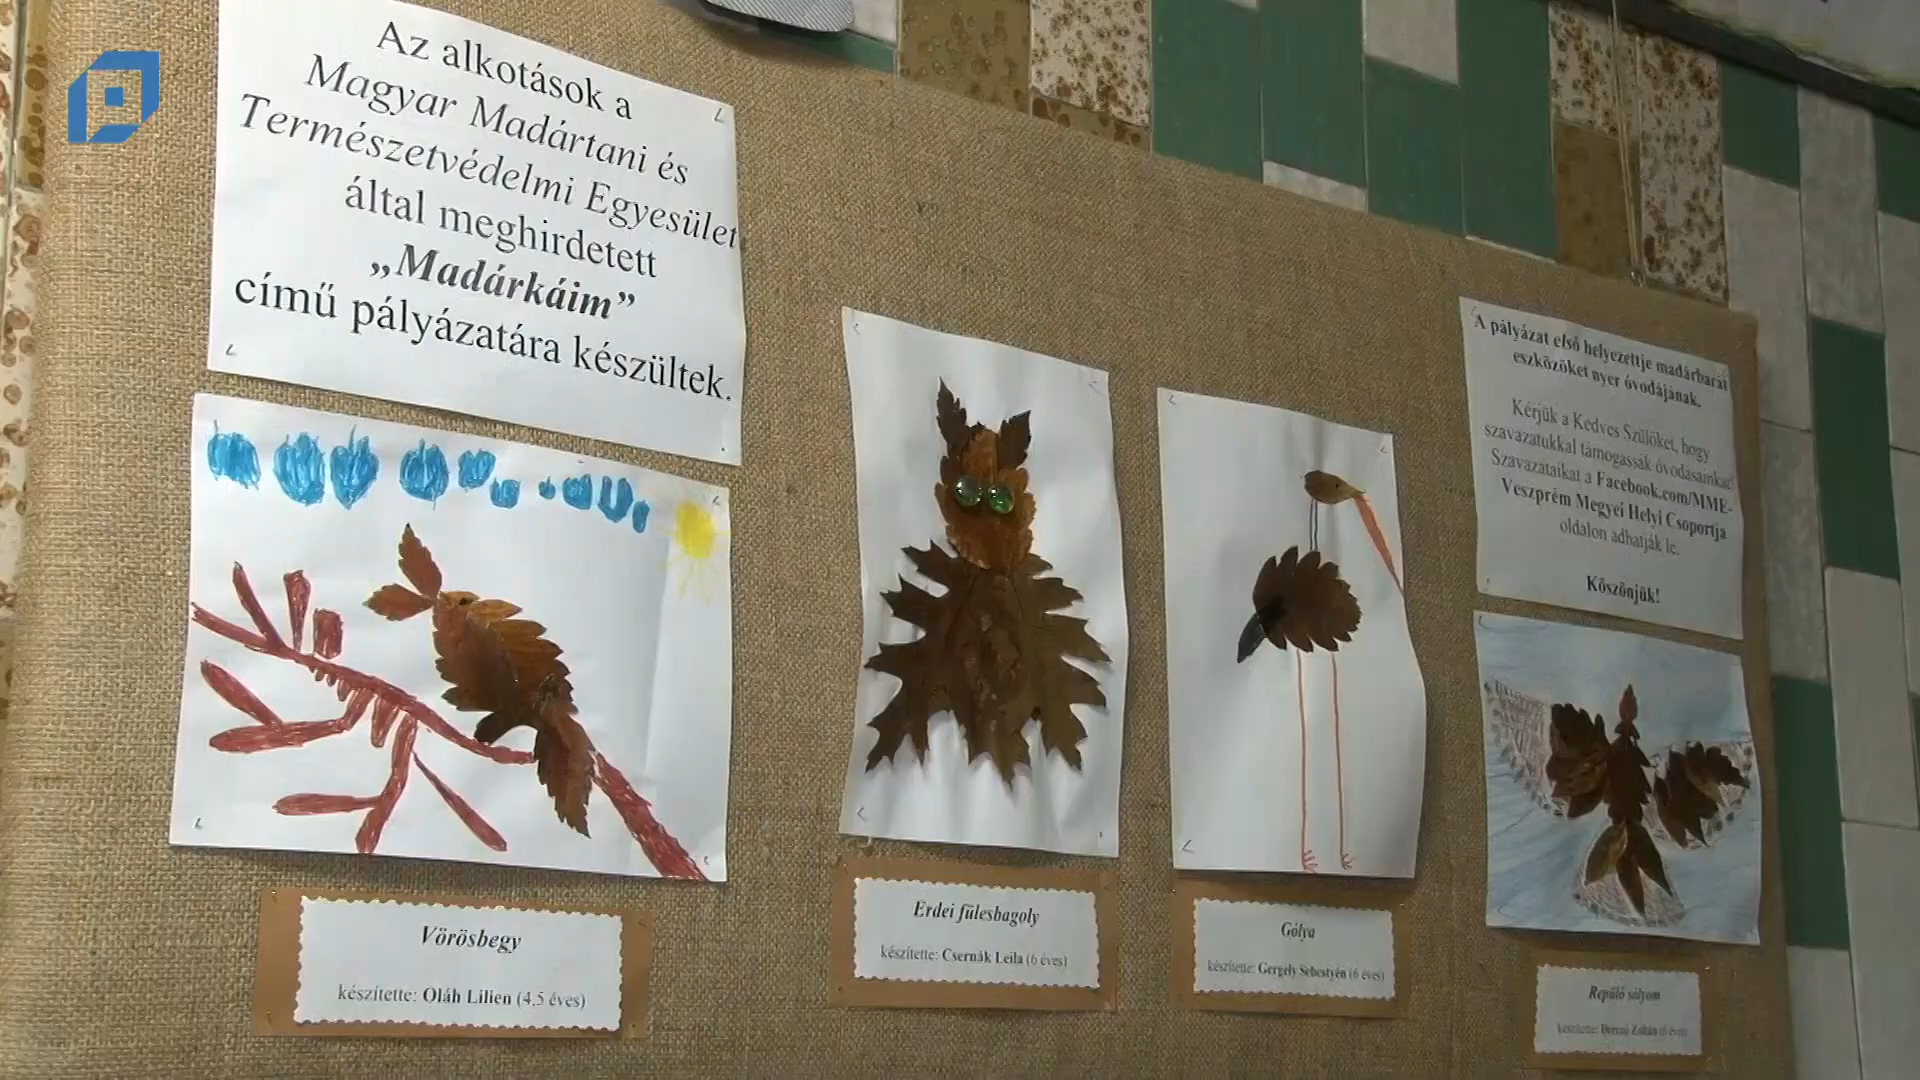 Az alkotások a
Magyar Madártani és
Természetvédelmi Egyesület
által meghirdetett
„Madárkáim”
című pályázatára készültek.
A pályázat első helyezettje madárbarát
eszközöket nyer óvodájának.
Kérjük a Kedves Szülőket, hogy
szavazatukkal támogassák óvodásainkat!
Szavazataikat a Facebook.com/MME-
Veszprém Megyei Helyi Csoportja
oldalon adhatják le.
Köszönjük!
Vörösbegy
készítette: Oláh Lilien (4,5 éves)
Erdei fülesbagoly
készítette: Csernák Leila (6 éves)
Gólya
készítette: Gergely Sebestyén (6 éves)
Repülő sólyom
készítette: Zoltán